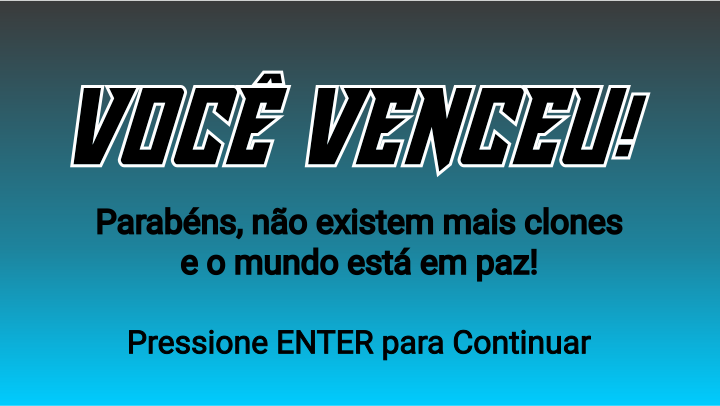 VOCÊ VENCEU!
Parabéns, não existem mais clones
e o mundo está em paz!
Pressione ENTER para Continuar